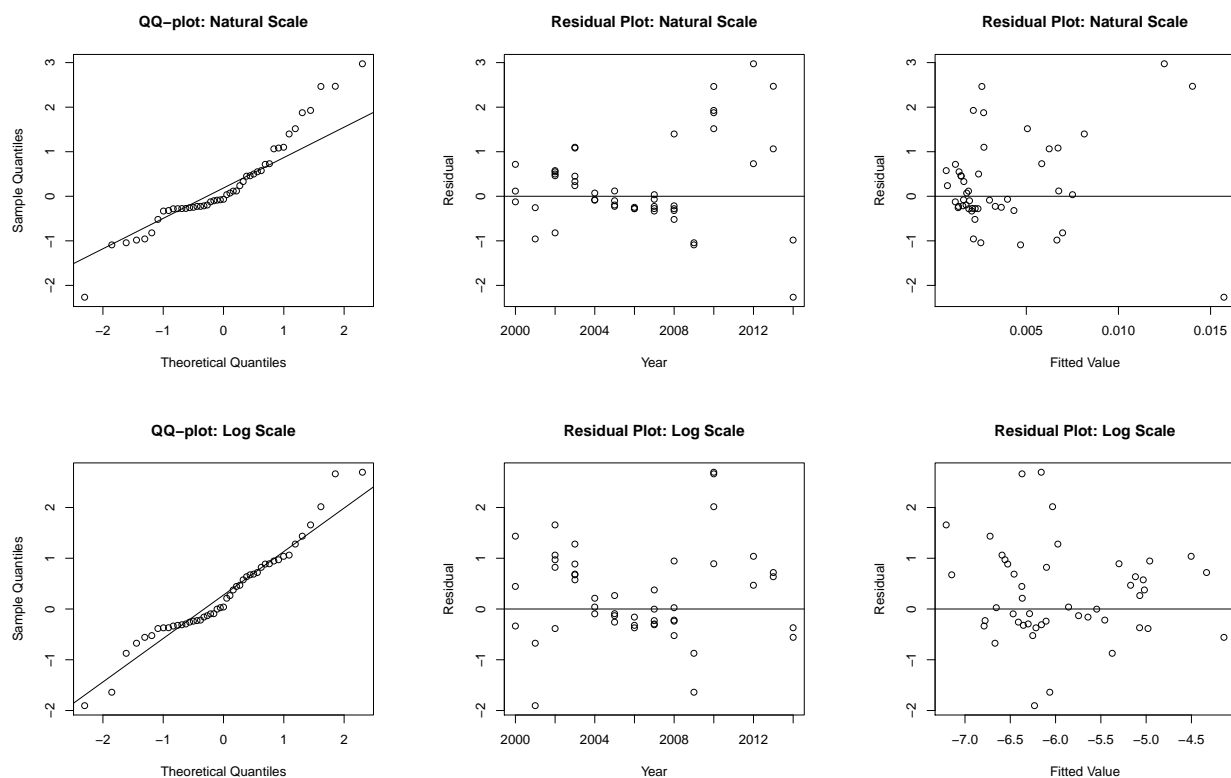 QQ−plot: Natural Scale
Sample Quantiles
3
2
1
0
−1
−2
−2 −1 0 1 2
Theoretical Quantiles
Residual Plot: Natural Scale
Residual
3
2
1
0
−1
−2
2000 2004 2008 2012
Year
Residual Plot: Natural Scale
Residual
3
2
1
0
−1
−2
0.005 0.010 0.015
Fitted Value
QQ−plot: Log Scale
Sample Quantiles
2
1
0
−1
−2
−2 −1 0 1 2
Theoretical Quantiles
Residual Plot: Log Scale
Residual
2
1
0
−1
−2
2000 2004 2008 2012
Year
Residual Plot: Log Scale
Residual
2
1
0
−1
−2
−7.0 −6.5 −6.0 −5.5 −5.0 −4.5
Fitted Value